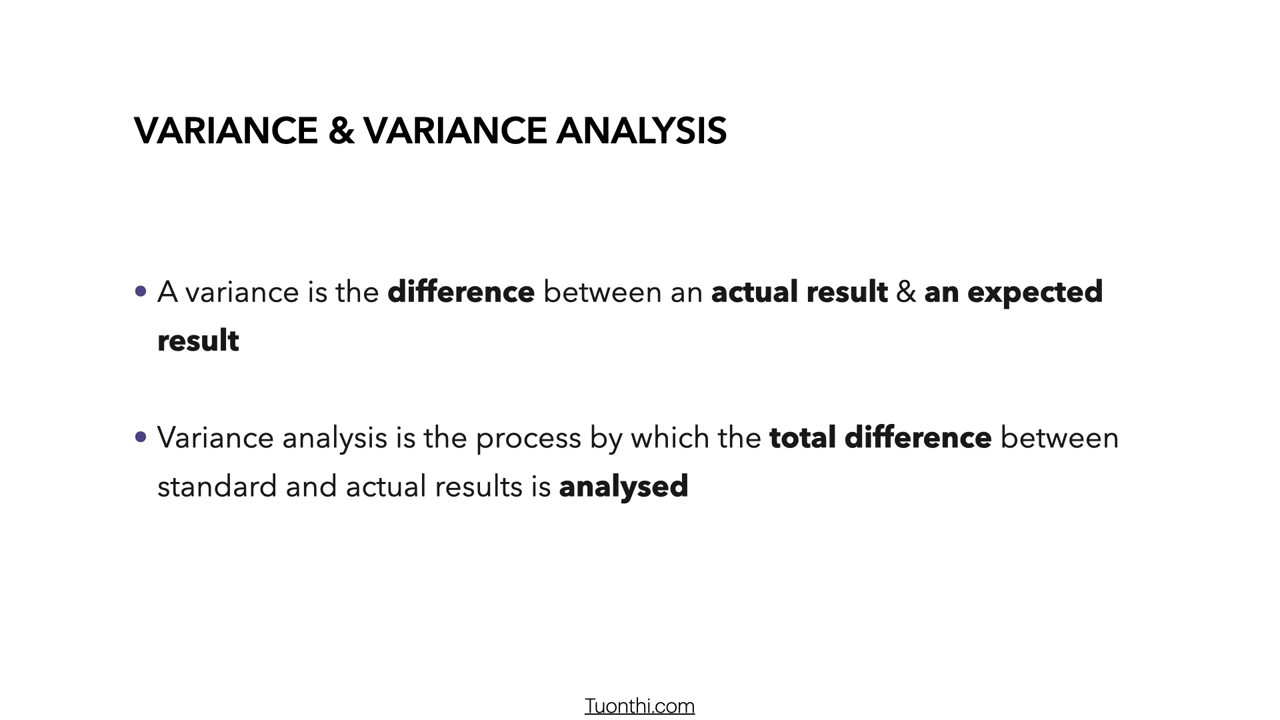 VARIANCE & VARIANCE ANALYSIS
• A variance is the difference between an actual result & an expected
result
• Variance analysis is the process by which the total difference between
standard and actual results is analysed
Tuonthi.com